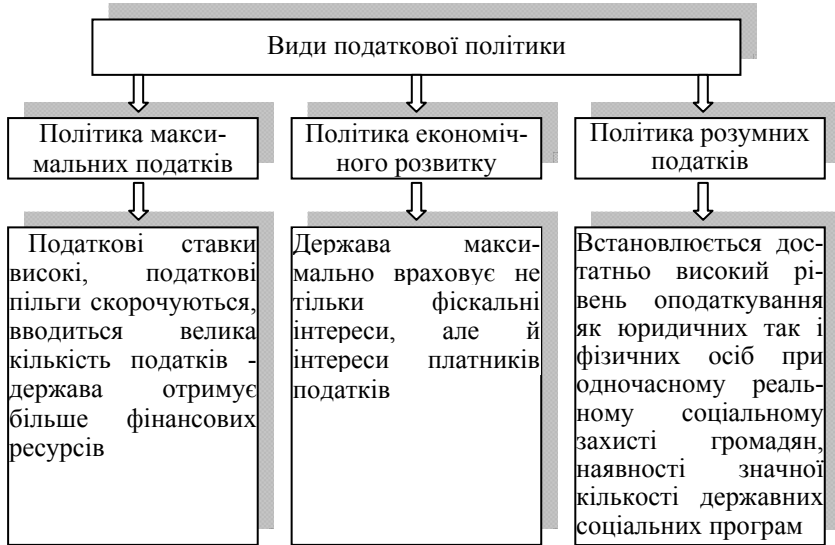 Види податкової політики
Політика макси-
мальних податків
Політика економіч-
ного розвитку
Політика розумних
податків
Податкові ставки
високі, податкові
пільги скорочуються,
вводиться велика
кількість податків -
держава отримує
більше фінансових
ресурсів
Держава макси-
мально враховує не
тільки фіскальні
інтереси, але й
інтереси платників
податків
Встановлюється дос-
татньо високий рі-
вень оподаткування
як юридичних так і
фізичних осіб при
одночасному реаль-
ному соціальному
захисті громадян,
наявності значної
кількості державних
соціальних програм